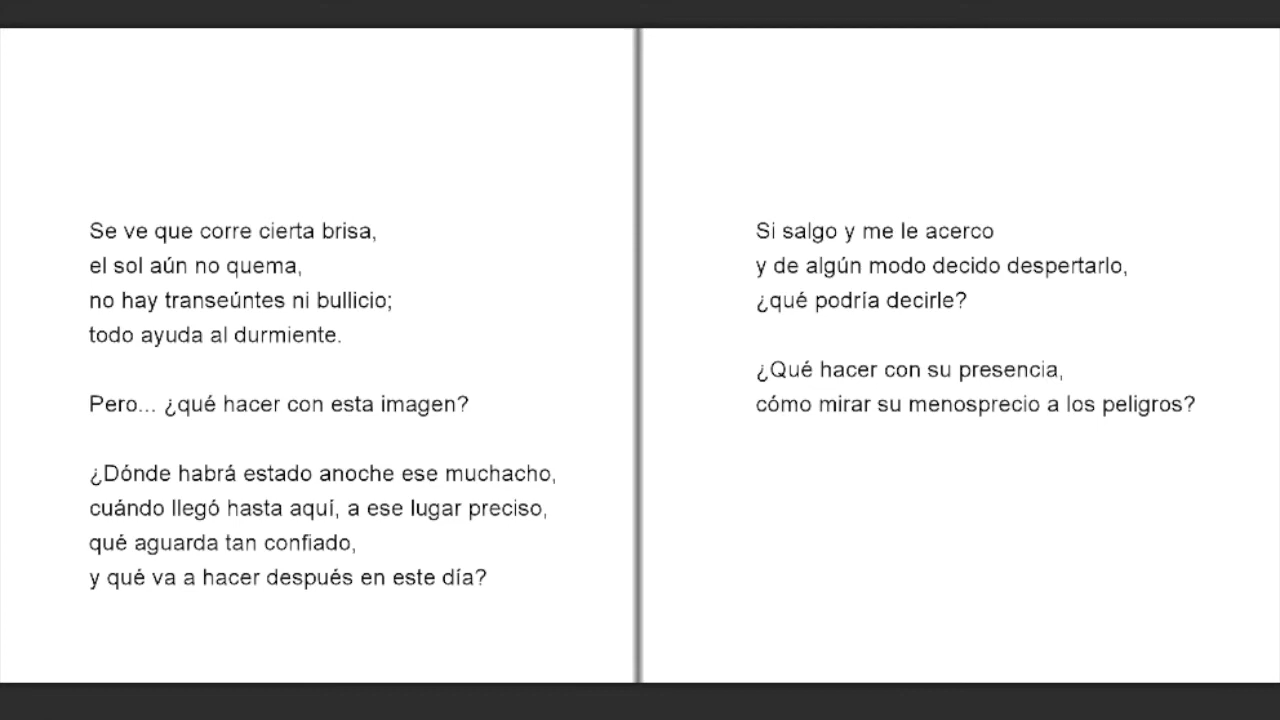 Se ve que corre cierta brisa,
el sol aún no quema,
no hay transeúntes ni bullicio;
todo ayuda al durmiente.
Pero... ¿qué hacer con esta imagen?
¿Dónde habrá estado anoche ese muchacho,
cuándo llegó hasta aquí, a ese lugar preciso,
qué aguarda tan confiado,
y qué va a hacer después en este día?
Si salgo y me le acerco
y de algún modo decido despertarlo,
¿qué podría decirle?
¿Qué hacer con su presencia,
cómo mirar su menosprecio a los peligros?